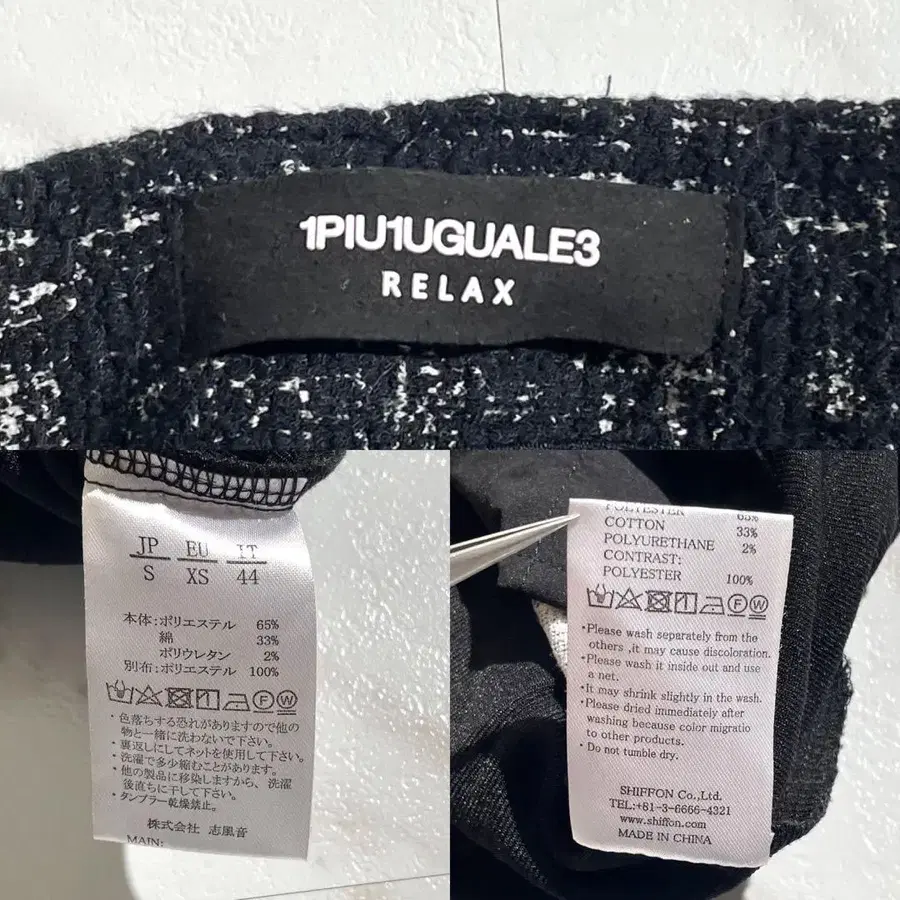 1PIU1UGUALE3
RELAX
JP EU IT
S XS 44
本体:ポリエステル 65%
綿 33%
ポリウレタン 2%
別布:ポリエステル 100%
・色落ちする恐れがありますので他の
物と一緒に洗わないで下さい。
・裏返しにしてネットを使用して下さい。
・洗濯で多少縮むことがあります。
・他の製品に移染しますから、洗濯
後直ちに干して下さい。
・タンブラー乾燥禁止。
株式会社 志風音
MAIN:
POLYESTER 65%
COTTON 33%
POLYURETHANE 2%
CONTRAST:
POLYESTER 100%
•Please wash separately from the
others ,it may cause discoloration.
•Please wash it inside out and use
a net.
•It may shrink slightly in the wash.
•Please dried immediately after
washing because color migratio
to other products.
• Do not tumble dry.
SHIFFON Co.,Ltd.
TEL:+81-3-6666-4321
www.shiffon.com
MADE IN CHINA